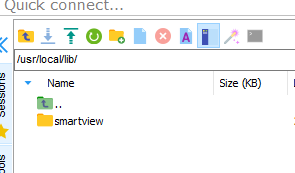 Quick connect...
/usr/local/lib/
Name Size (KB)
..
smartview
Sessions